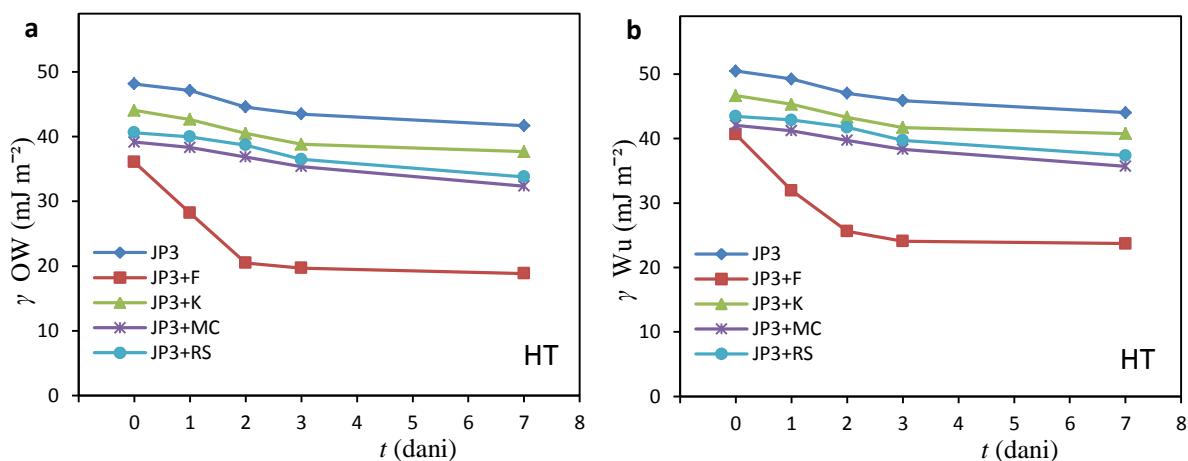 a
γ OW (mJ m⁻²)
50
40
30
20
10
0
JP3
JP3+F
JP3+K
JP3+MC
JP3+RS
HT
0 1 2 3 4 5 6 7 8
t (dani)
b
γ Wu (mJ m⁻²)
50
40
30
20
10
0
JP3
JP3+F
JP3+K
JP3+MC
JP3+RS
HT
0 1 2 3 4 5 6 7 8
t (dani)